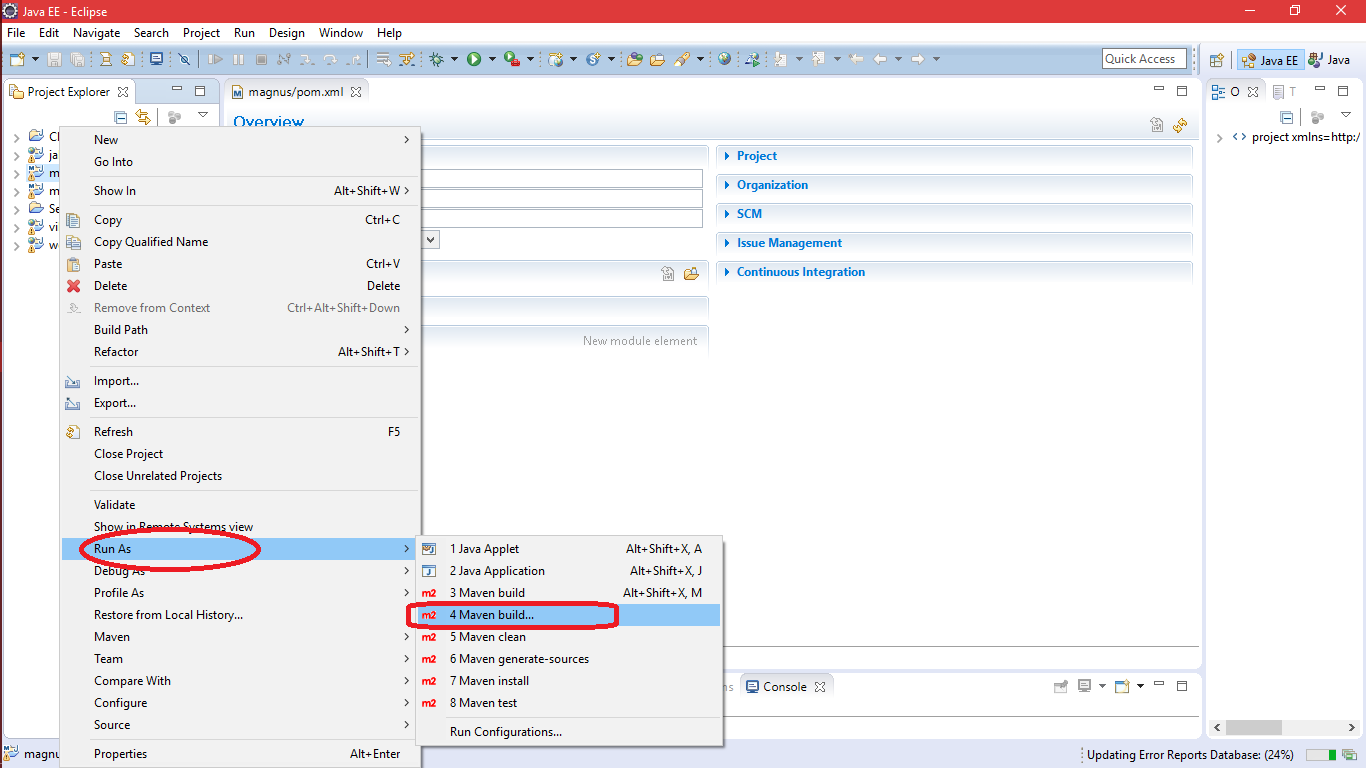 Java EE - Eclipse
File Edit Navigate Search Project Run Design Window Help
Quick Access
Java EE
Java
Project Explorer
magnus/pom.xml
O
T
Overview
project xmlns=http:/
New
Go Into
Show In Alt+Shift+W
Copy Ctrl+C
Copy Qualified Name
Paste Ctrl+V
Delete Delete
Remove from Context Ctrl+Alt+Shift+Down
Build Path
Refactor Alt+Shift+T
Import...
Export...
Refresh F5
Close Project
Close Unrelated Projects
Validate
Show in Remote Systems view
Run As
Debug As
Profile As
Restore from Local History...
Maven
Team
Compare With
Configure
Source
Properties Alt+Enter
1 Java Applet Alt+Shift+X, A
2 Java Application Alt+Shift+X, J
m2 3 Maven build Alt+Shift+X, M
m2 4 Maven build...
m2 5 Maven clean
m2 6 Maven generate-sources
m2 7 Maven install
m2 8 Maven test
Run Configurations...
Project
Organization
SCM
Issue Management
Continuous Integration
New module element
Console
magnu
Updating Error Reports Database: (24%)